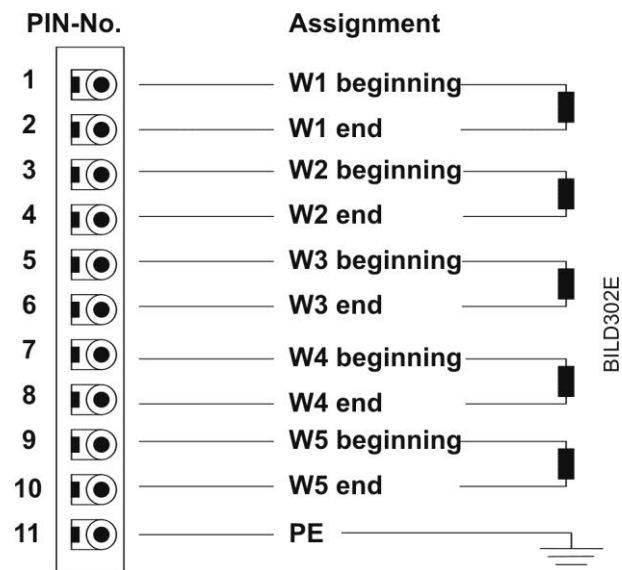 PIN-No. Assignment
1 W1 beginning
2 W1 end
3 W2 beginning
4 W2 end
5 W3 beginning
6 W3 end
7 W4 beginning
8 W4 end
9 W5 beginning
10 W5 end
11 PE
BILD302E